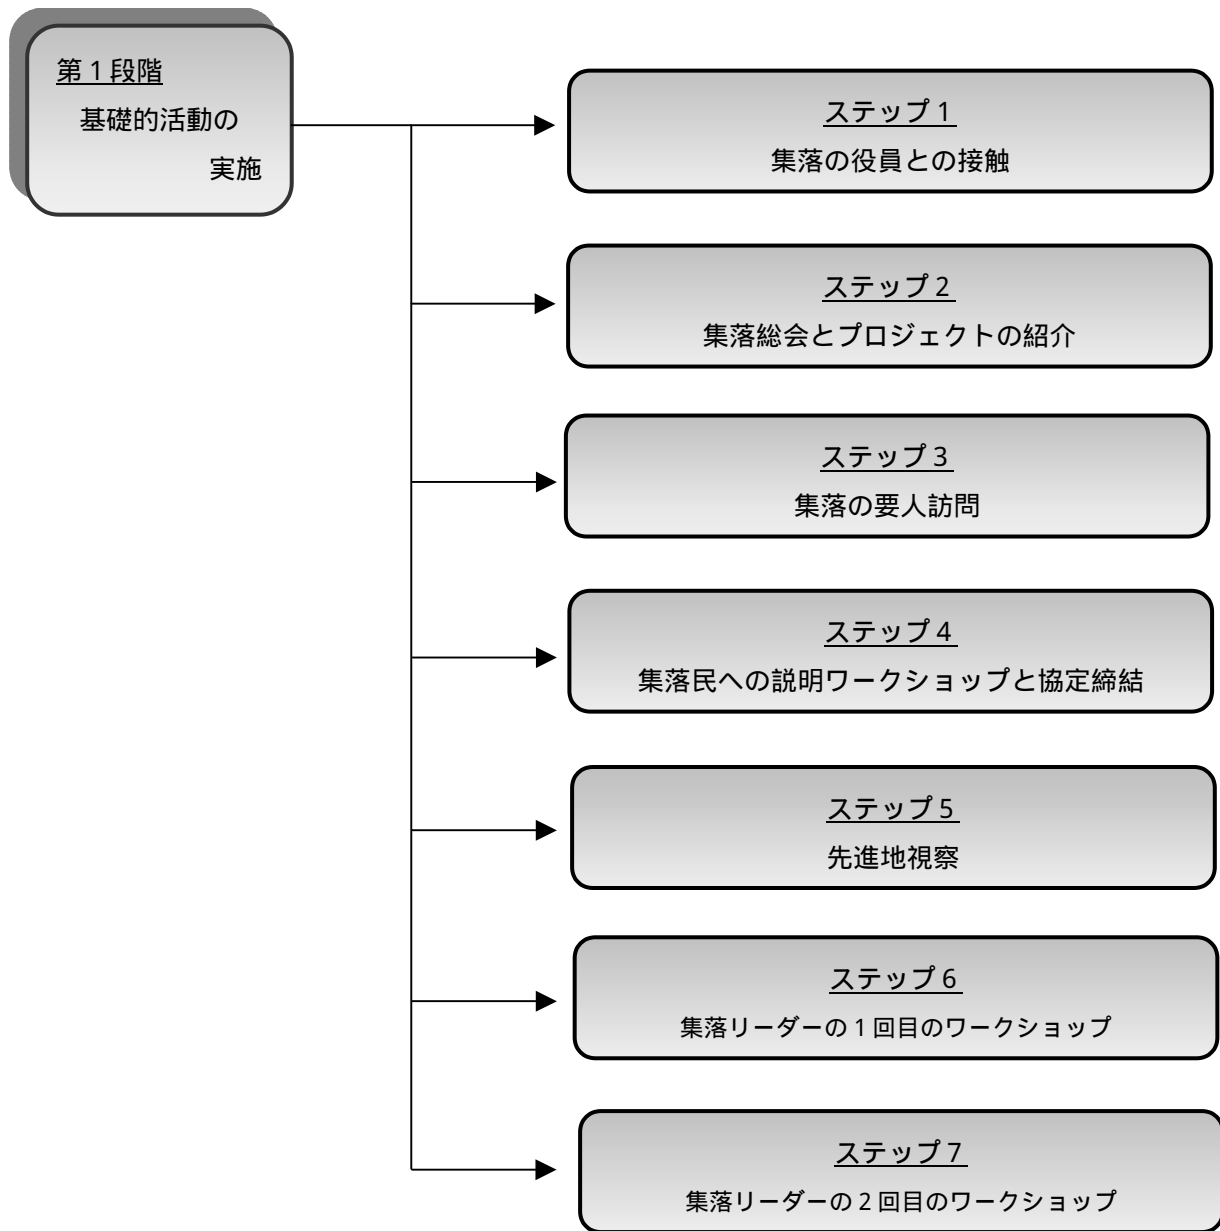 第1段階
基礎的活動の
実施
ステップ1
集落の役員との接触
ステップ2
集落総会とプロジェクトの紹介
ステップ3
集落の要人訪問
ステップ4
集落民への説明ワークショップと協定締結
ステップ5
先進地視察
ステップ6
集落リーダーの1回目のワークショップ
ステップ7
集落リーダーの2回目のワークショップ